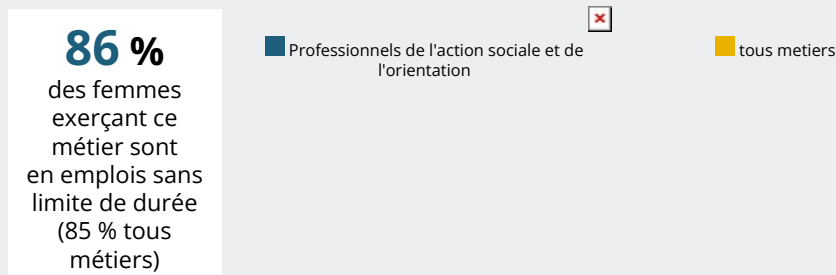 86 %
des femmes
exerçant ce
métier sont
en emplois sans
limite de durée
(85 % tous
métiers)
Professionnels de l'action sociale et de
l'orientation
tous metiers